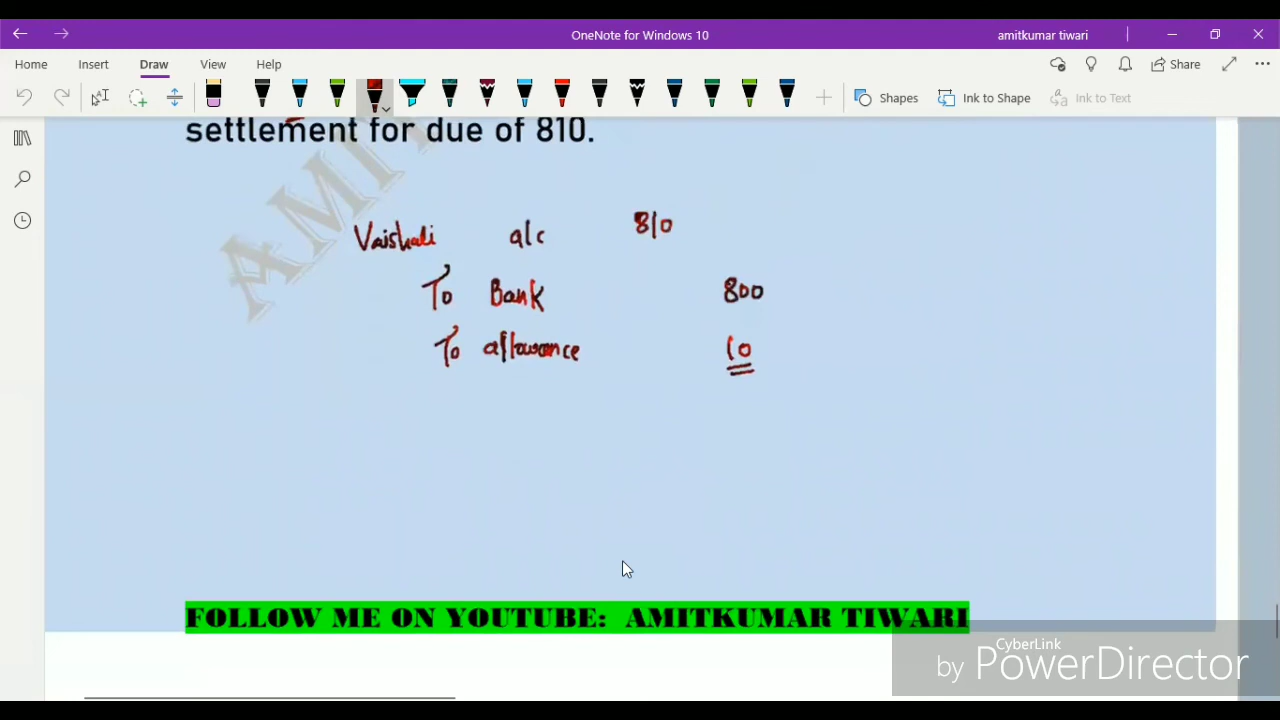 OneNote for Windows 10
amitkumar tiwari
Home Insert Draw View Help
Share
Shapes Ink to Shape Ink to Text
settlement for due of 810.
AMIT
Vaishali a/c 810
To Bank 800
To allowance 10
FOLLOW ME ON YOUTUBE: AMITKUMAR TIWARI
CyberLink
by PowerDirector